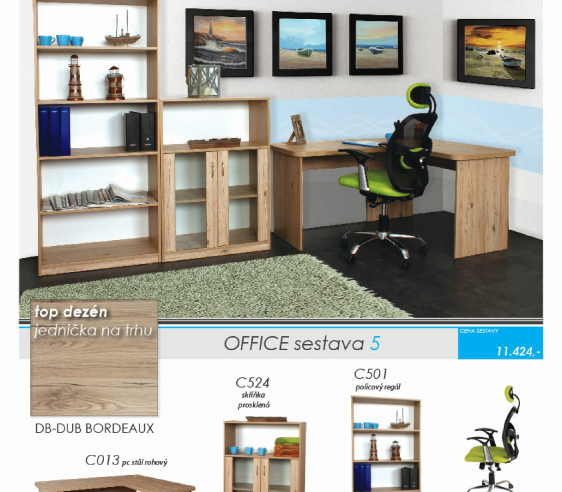 top dezén
jednička na trhu
DB-DUB BORDEAUX
OFFICE sestava 5
CENA SESTAVY
11.424,-
C524
skříňka
prosklená
C501
policový regál
C013 pc stůl rohový